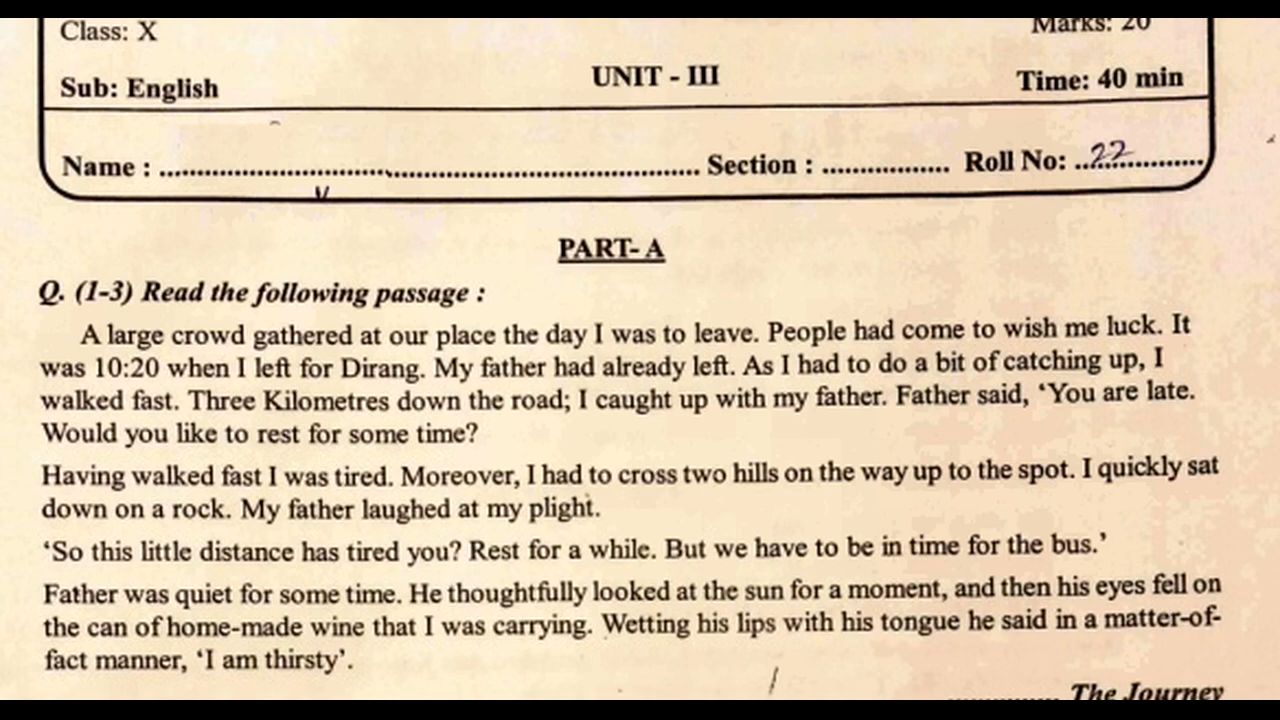 Class: X
Marks: 20
Sub: English
UNIT - III
Time: 40 min
Name : ........................................................................ Section : ................ Roll No: ...22..............
PART- A
Q. (1-3) Read the following passage :
A large crowd gathered at our place the day I was to leave. People had come to wish me luck. It
was 10:20 when I left for Dirang. My father had already left. As I had to do a bit of catching up, I
walked fast. Three Kilometres down the road; I caught up with my father. Father said, ‘You are late.
Would you like to rest for some time?
Having walked fast I was tired. Moreover, I had to cross two hills on the way up to the spot. I quickly sat
down on a rock. My father laughed at my plight.
‘So this little distance has tired you? Rest for a while. But we have to be in time for the bus.’
Father was quiet for some time. He thoughtfully looked at the sun for a moment, and then his eyes fell on
the can of home-made wine that I was carrying. Wetting his lips with his tongue he said in a matter-of-
fact manner, ‘I am thirsty’.
................ The Journey